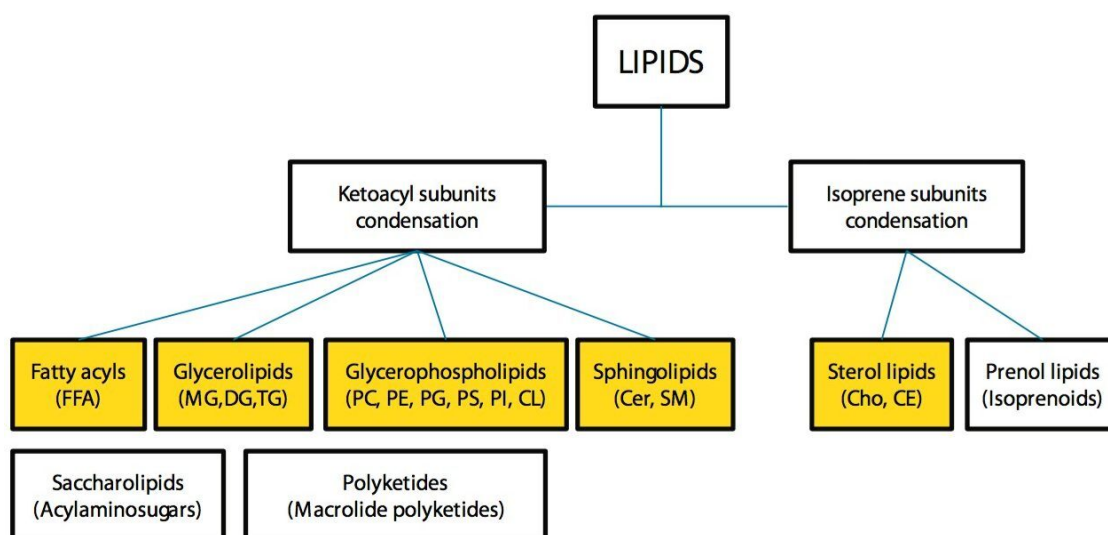 LIPIDS
Ketoacyl subunits
condensation
Isoprene subunits
condensation
Fatty acyls
(FFA)
Glycerolipids
(MG,DG,TG)
Glycerophospholipids
(PC, PE, PG, PS, PI, CL)
Sphingolipids
(Cer, SM)
Sterol lipids
(Cho, CE)
Prenol lipids
(Isoprenoids)
Saccharolipids
(Acylaminosugars)
Polyketides
(Macrolide polyketides)